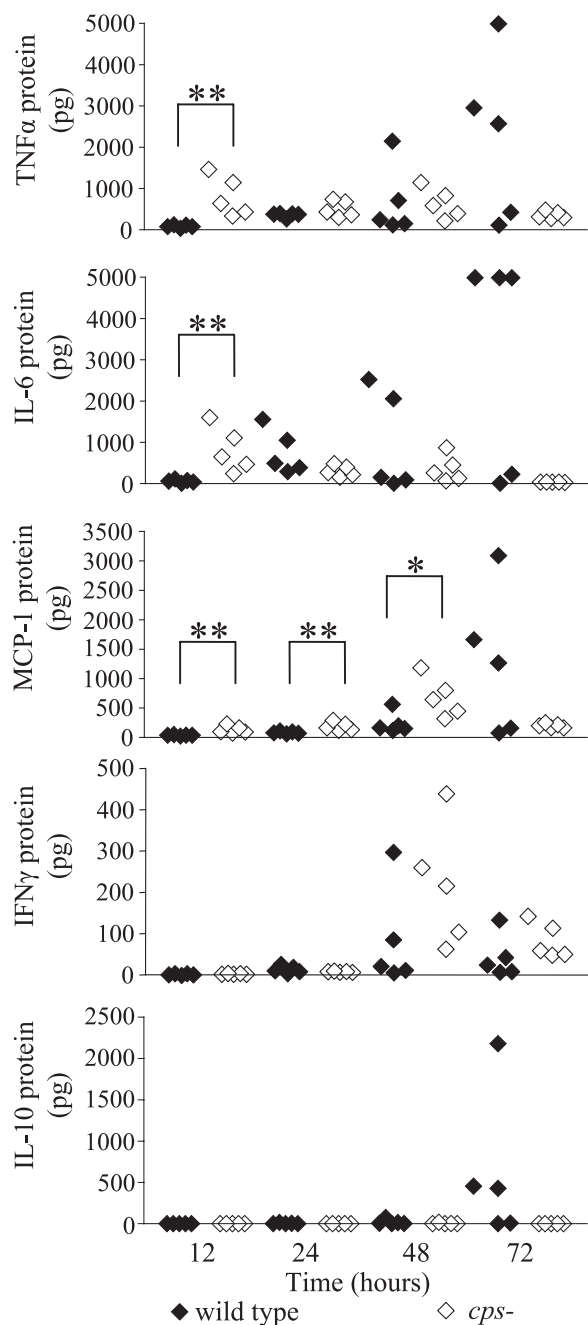 TNFα protein
(pg)
5000
4000
3000
2000
1000
0
**
IL-6 protein
(pg)
5000
4000
3000
2000
1000
0
**
MCP-1 protein
(pg)
3500
3000
2500
2000
1500
1000
500
0
**
**
*
IFNγ protein
(pg)
500
400
300
200
100
0
IL-10 protein
(pg)
2500
2000
1500
1000
500
0
12 24 48 72
Time (hours)
wild type cps-